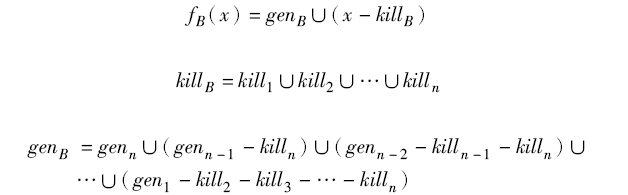 f_B(x) = gen_B ∪ (x − kill_B)
kill_B = kill_1 ∪ kill_2 ∪ ⋯ ∪ kill_n
gen_B = gen_n ∪ (gen_{n−1} − kill_n) ∪ (gen_{n−2} − kill_{n−1} − kill_n) ∪
⋯ ∪ (gen_1 − kill_2 − kill_3 − ⋯ − kill_n)